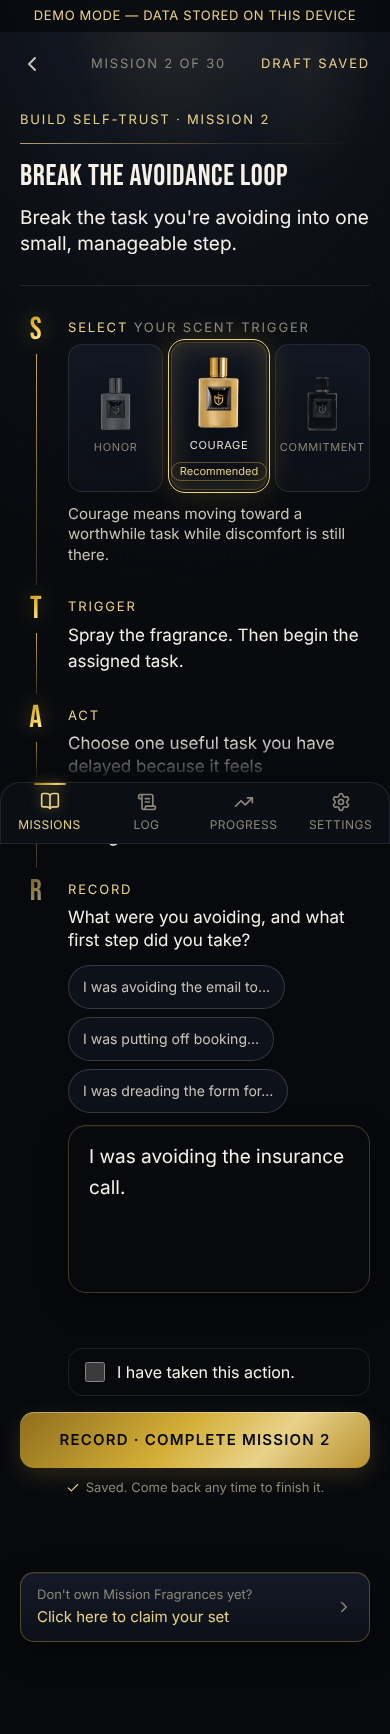 DEMO MODE — DATA STORED ON THIS DEVICE
MISSION 2 OF 30
DRAFT SAVED
BUILD SELF-TRUST · MISSION 2
BREAK THE AVOIDANCE LOOP
Break the task you're avoiding into one
small, manageable step.
S
SELECT YOUR SCENT TRIGGER
HONOR
COURAGE
Recommended
COMMITMENT
Courage means moving toward a
worthwhile task while discomfort is still
there.
T
TRIGGER
Spray the fragrance. Then begin the
assigned task.
A
ACT
Choose one useful task you have
delayed because it feels
MISSIONS
LOG
PROGRESS
SETTINGS
R
RECORD
What were you avoiding, and what
first step did you take?
I was avoiding the email to...
I was putting off booking...
I was dreading the form for...
I was avoiding the insurance
call.
I have taken this action.
RECORD · COMPLETE MISSION 2
Saved. Come back any time to finish it.
Don't own Mission Fragrances yet?
Click here to claim your set